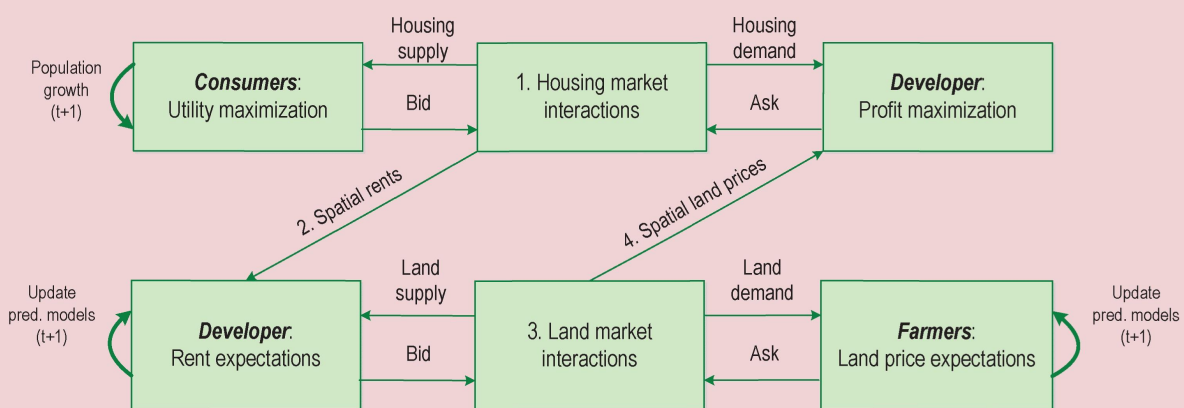 Population
growth
(t+1)
Consumers:
Utility maximization
Housing
supply
Bid
1. Housing market
interactions
Housing
demand
Ask
Developer:
Profit maximization
2. Spatial rents
4. Spatial land prices
Update
pred. models
(t+1)
Developer:
Rent expectations
Land
supply
Bid
3. Land market
interactions
Land
demand
Ask
Farmers:
Land price expectations
Update
pred. models
(t+1)